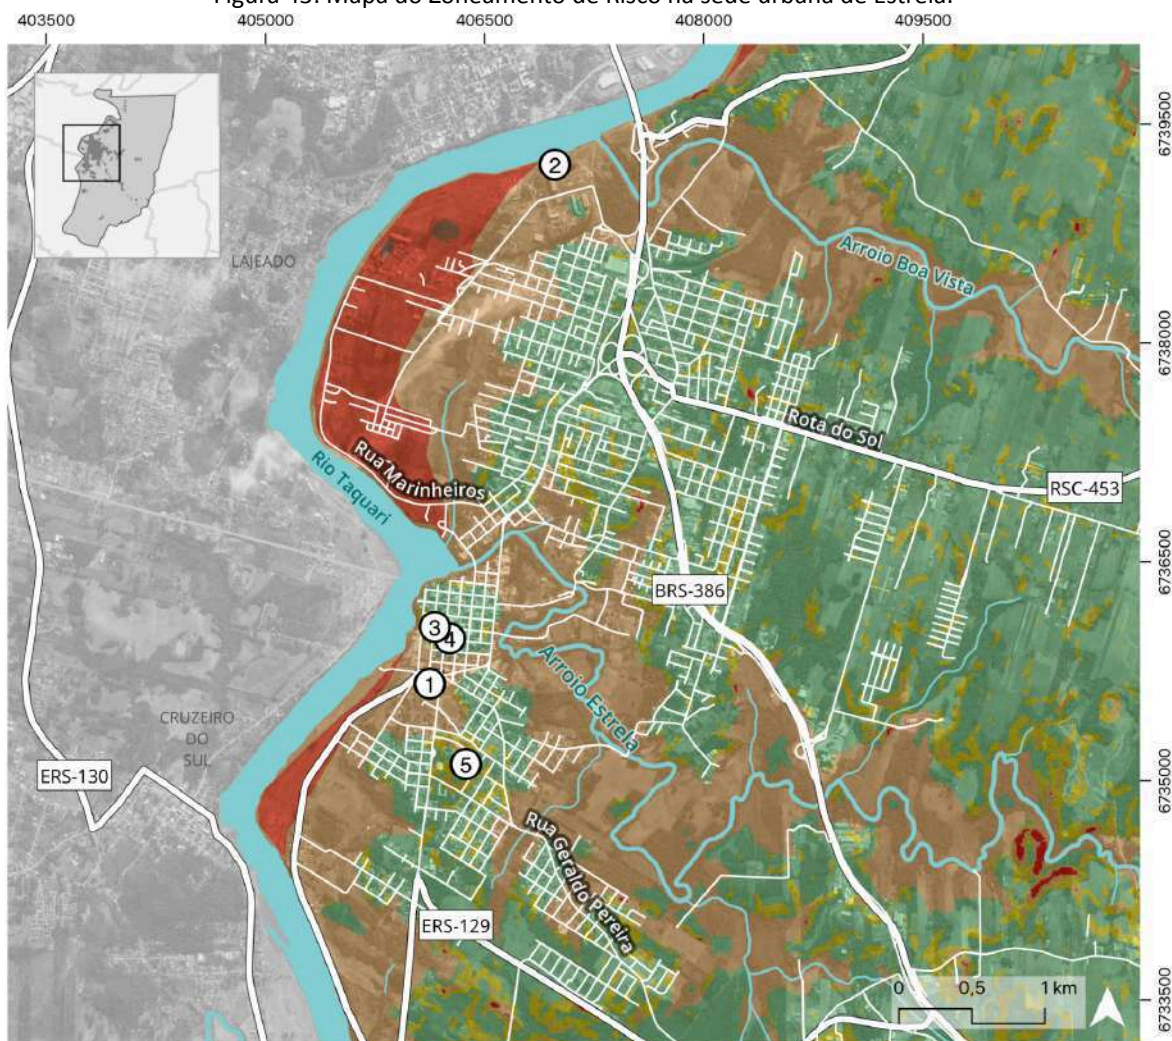 Figura 45: Mapa do Zoneamento de Risco na sede urbana de Estrela.
403500 405000 406500 408000 409500
6739500
2
Arroio Boa Vista
LAJEADO
6738000
Rota do Sol
Rua Marinheiros
Rio Taquari
RSC-453
6736500
BRS-386
3
4
Arroio Estrela
1
CRUZEIRO
DO
SUL
5
ERS-130
6735000
Rua Geraldo Pereira
ERS-129
0 0,5 1 km
6733500